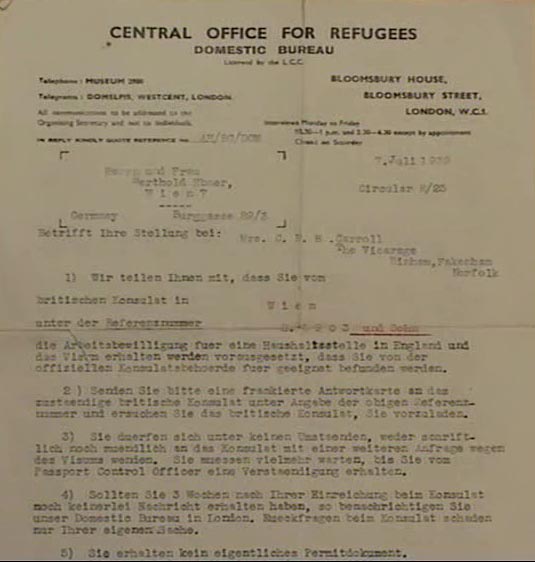 CENTRAL OFFICE FOR REFUGEES
DOMESTIC BUREAU
Licensed by the L.C.C.
Telephone: MUSEUM 2900
Telegrams: DOMELPIS, WESTCENT, LONDON.
All communications to be addressed to the
Organising Secretary and not to individuals.
IN REPLY KINDLY QUOTE REFERENCE No.
BLOOMSBURY HOUSE,
BLOOMSBURY STREET,
LONDON, W.C.1.
Interviews Monday to Friday
10.30-1 p.m. and 2.30-4.30 except by appointment
Closed on Saturday
7.Juli 1939
Circular R/25
Herrn und Frau
Berthold
Wien 7
Germany Burggasse 89/3
Betrifft Ihre Stellung bei:
Mrs. C. R. B. Carroll
The Vicarage
Fakenham
Norfolk
1) Wir teilen Ihnen mit, dass Sie vom
britischen Konsulat in
Wien
unter der Referenznummer
und Sohn
die Arbeitsbewilligung fuer eine Haushaltsstelle in England und
das Visum erhalten werden vorausgesetzt, dass Sie von der
offiziellen Konsulatsbehoerde fuer geeignet befunden werden.
2) Senden Sie bitte eine frankierte Antwortkarte an das
zustaendige britische Konsulat unter Angabe der obigen Referenz-
nummer und ersuchen Sie das britische Konsulat, Sie vorzuladen.
3) Sie duerfen sich unter keinen Umstaenden, weder schrift-
lich noch muendlich an das Konsulat mit einer weiteren Anfrage wegen
des Visums wenden. Sie muessen vielmehr warten, bis Sie vom
Passport Control Officer eine Verstaendigung erhalten.
4) Sollten Sie 3 Wochen nach Ihrer Einreichung beim Konsulat
noch keinerlei Nachricht erhalten haben, so benachrichtigen Sie
unser Domestic Bureau in London. Rueckfragen beim Konsulat schaden
nur Ihrer eigenen Sache.
5) Sie erhalten kein eigentliches Permitdokument.